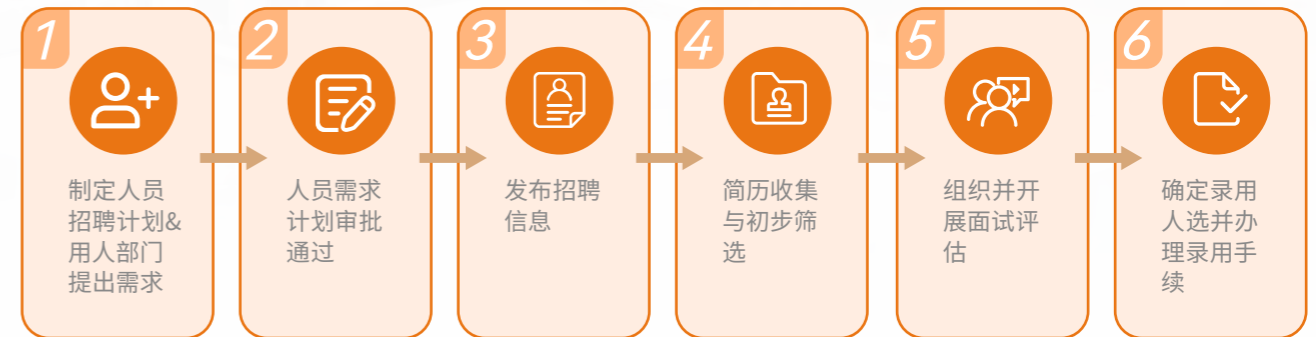 1
制定人员
招聘计划&
用人部门
提出需求
2
人员需求
计划审批
通过
3
发布招聘
信息
4
简历收集
与初步筛
选
5
组织并开
展面试评
估
6
确定录用
人选并办
理录用手
续